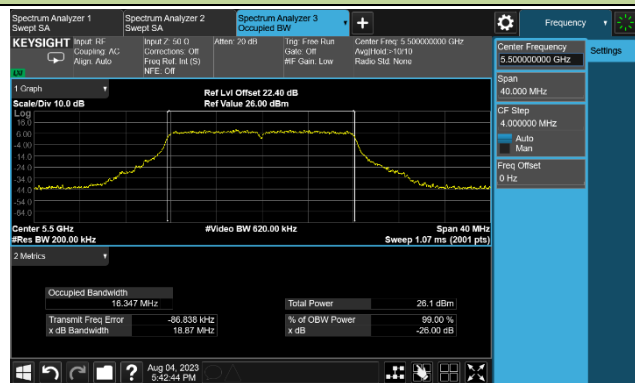 Spectrum Analyzer 1
Swept SA
Spectrum Analyzer 2
Swept SA
Spectrum Analyzer 3
Occupied BW
+
Frequency
KEYSIGHT
Input: RF
Coupling: AC
Align: Auto
Input Z: 50 Ω
Corrections: Off
Freq Ref: Int (S)
NFE: Off
Atten: 20 dB
Trig: Free Run
Gate: Off
#IF Gain: Low
Center Freq: 5.500000000 GHz
Avg|Hold:>10/10
Radio Std: None
LXI
Center Frequency
5.500000000 GHz
Settings
Span
40.000 MHz
CF Step
4.000000 MHz
Auto
Man
Freq Offset
0 Hz
1 Graph
Scale/Div 10.0 dB
Ref Lvl Offset 22.40 dB
Ref Value 26.00 dBm
Log
16.0
6.00
-4.00
-14.0
-24.0
-34.0
-44.0
-54.0
-64.0
Center 5.5 GHz
#Video BW 620.00 kHz
Span 40 MHz
#Res BW 200.00 kHz
Sweep 1.07 ms (2001 pts)
2 Metrics
Occupied Bandwidth
16.347 MHz
Total Power
26.1 dBm
Transmit Freq Error
-86.838 kHz
% of OBW Power
99.00 %
x dB Bandwidth
18.87 MHz
x dB
-26.00 dB
?
Aug 04, 2023
5:42:44 PM